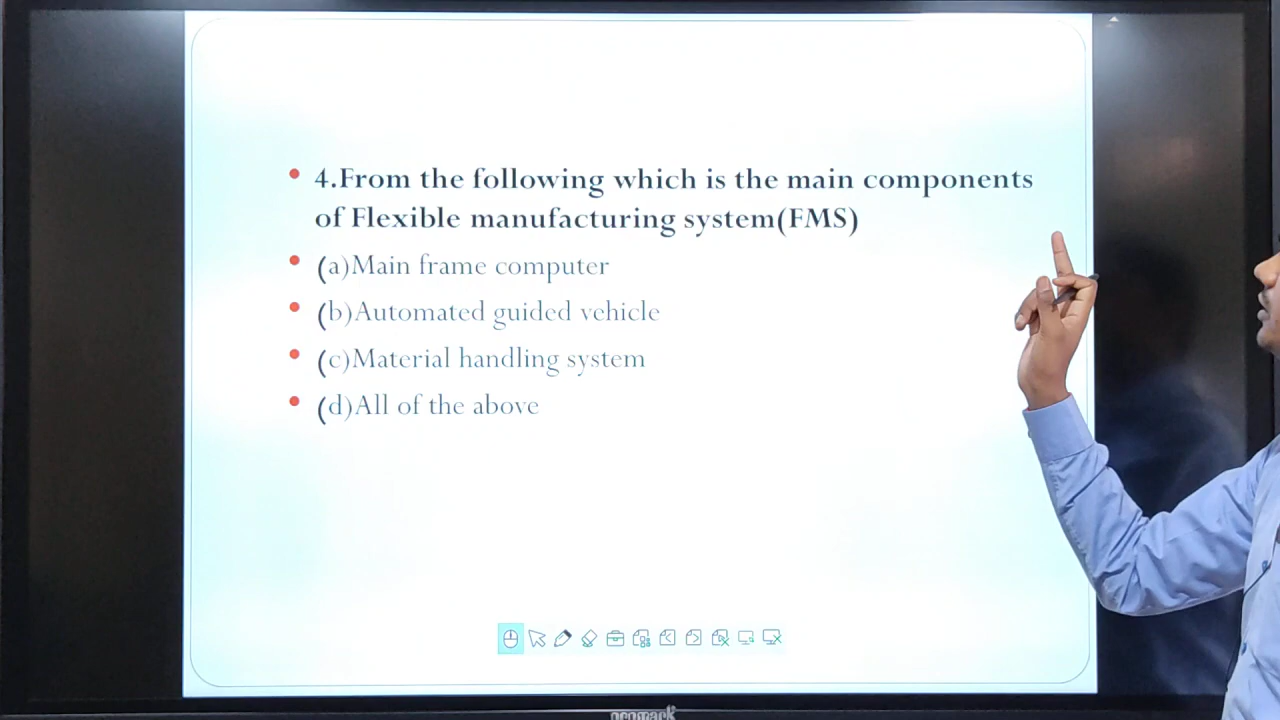 4.From the following which is the main components
of Flexible manufacturing system(FMS)
(a)Main frame computer
(b)Automated guided vehicle
(c)Material handling system
(d)All of the above